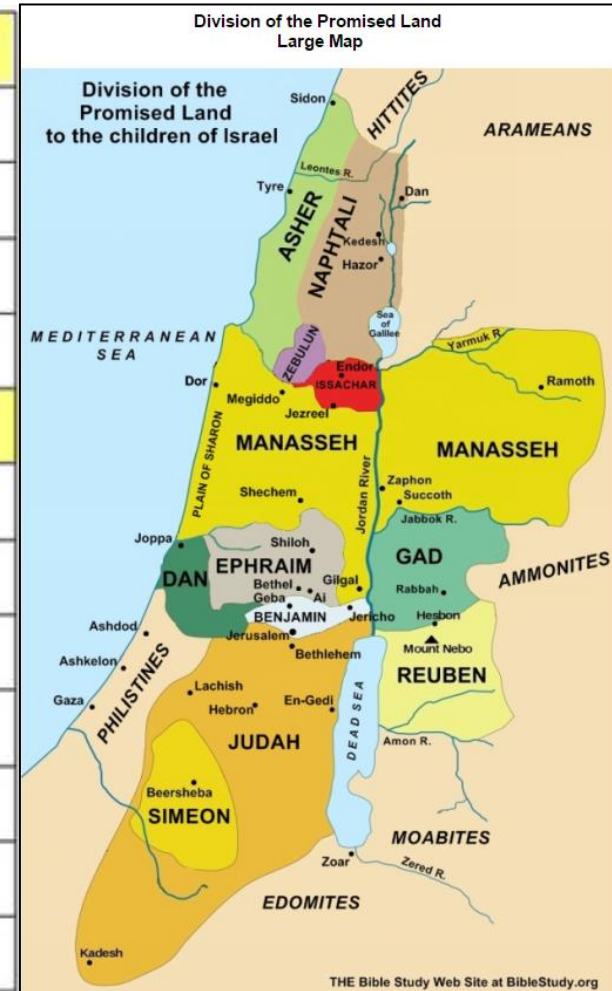 Division of the Promised Land
Large Map
Division of the
Promised Land
to the children of Israel
Sidon
HITTITES
ARAMEANS
Leontes R.
Tyre
Dan
ASHER
NAPHTALI
Kedesh
Hazor
Sea
of
Galilee
MEDITERRANEAN
SEA
Yarmuk R.
ZEBULUN
Endor
ISSACHAR
Dor
Megiddo
Ramoth
Jezreel
MANASSEH
MANASSEH
PLAIN OF SHARON
Jordan River
Zaphon
Shechem
Succoth
Jabbok R.
Joppa
Shiloh
GAD
EPHRAIM
DAN
AMMONITES
Bethel
Gilgal
Ai
Rabbah
Geba
BENJAMIN
Jericho
Hesbon
Ashdod
Jerusalem
Mount Nebo
Bethlehem
Ashkelon
REUBEN
PHILISTINES
Lachish
Gaza
Hebron
En-Gedi
DEAD SEA
JUDAH
Amon R.
Beersheba
SIMEON
MOABITES
Zoar
Zered R.
EDOMITES
Kadesh
THE Bible Study Web Site at BibleStudy.org